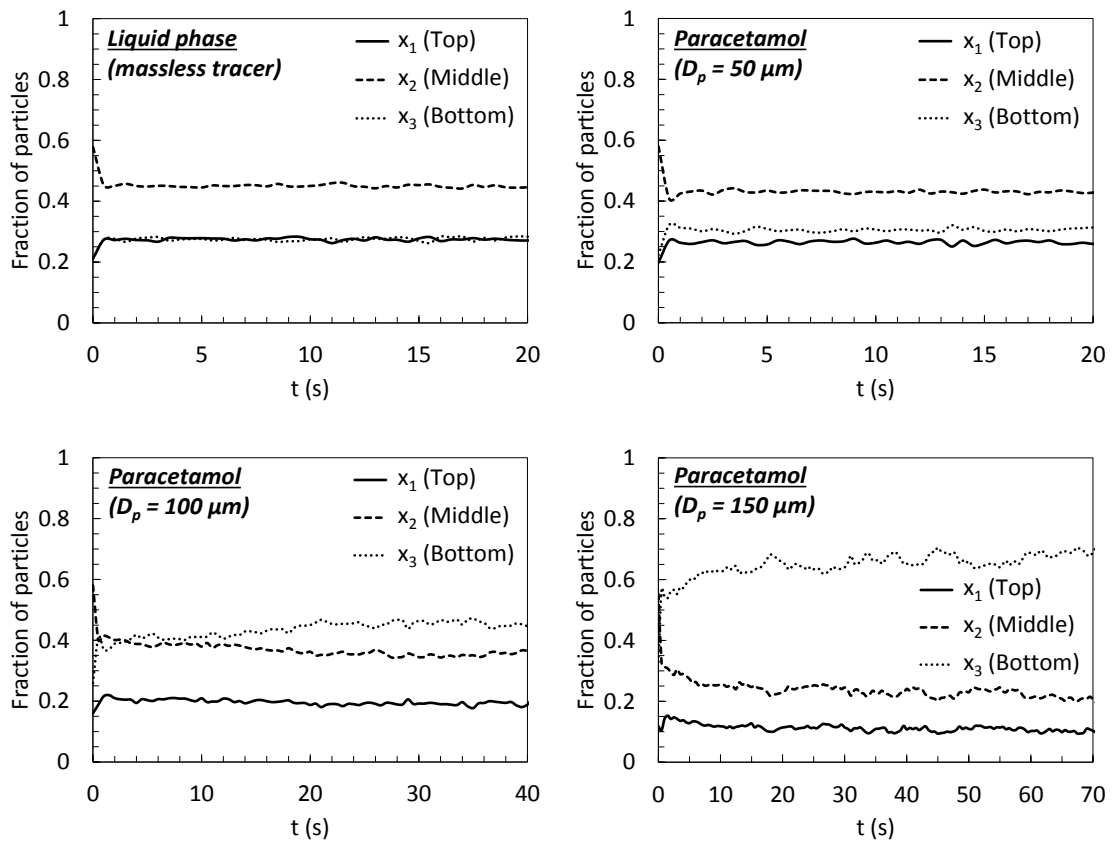 Liquid phase
(massless tracer)
x1 (Top)
x2 (Middle)
x3 (Bottom)
Fraction of particles
1
0.8
0.6
0.4
0.2
0
0 5 10 15 20
t (s)
Paracetamol
(Dp = 50 μm)
x1 (Top)
x2 (Middle)
x3 (Bottom)
Fraction of particles
1
0.8
0.6
0.4
0.2
0
0 5 10 15 20
t (s)
Paracetamol
(Dp = 100 μm)
x1 (Top)
x2 (Middle)
x3 (Bottom)
Fraction of particles
1
0.8
0.6
0.4
0.2
0
0 10 20 30 40
t (s)
Paracetamol
(Dp = 150 μm)
x1 (Top)
x2 (Middle)
x3 (Bottom)
Fraction of particles
1
0.8
0.6
0.4
0.2
0
0 10 20 30 40 50 60 70
t (s)